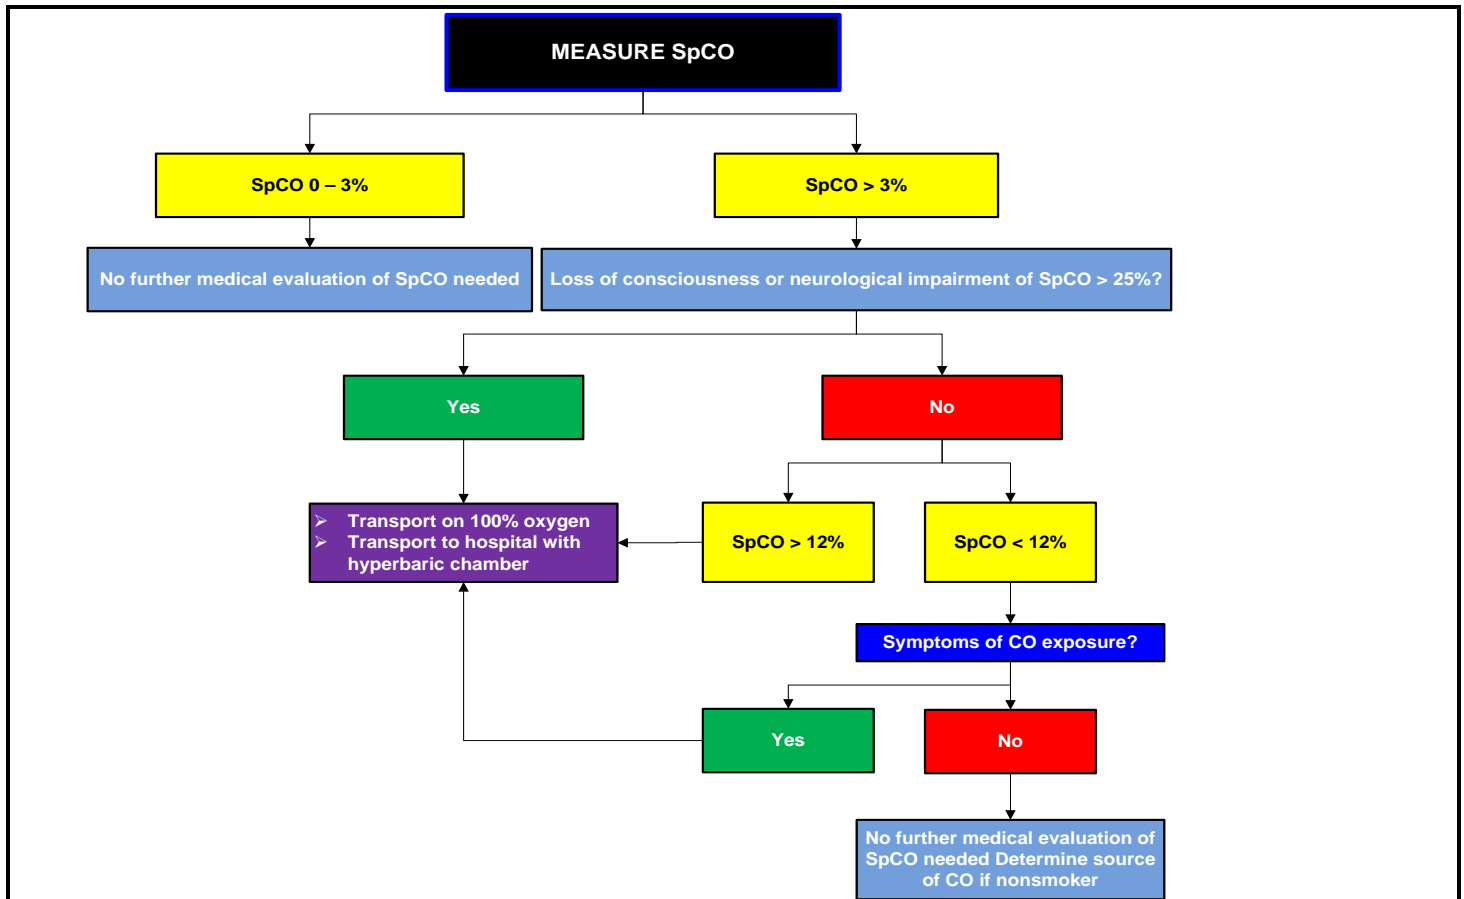 MEASURE SpCO
SpCO 0 – 3%
SpCO > 3%
No further medical evaluation of SpCO needed
Loss of consciousness or neurological impairment of SpCO > 25%?
Yes
No
➢ Transport on 100% oxygen
➢ Transport to hospital with
hyperbaric chamber
SpCO > 12%
SpCO < 12%
Symptoms of CO exposure?
Yes
No
No further medical evaluation of
SpCO needed Determine source
of CO if nonsmoker